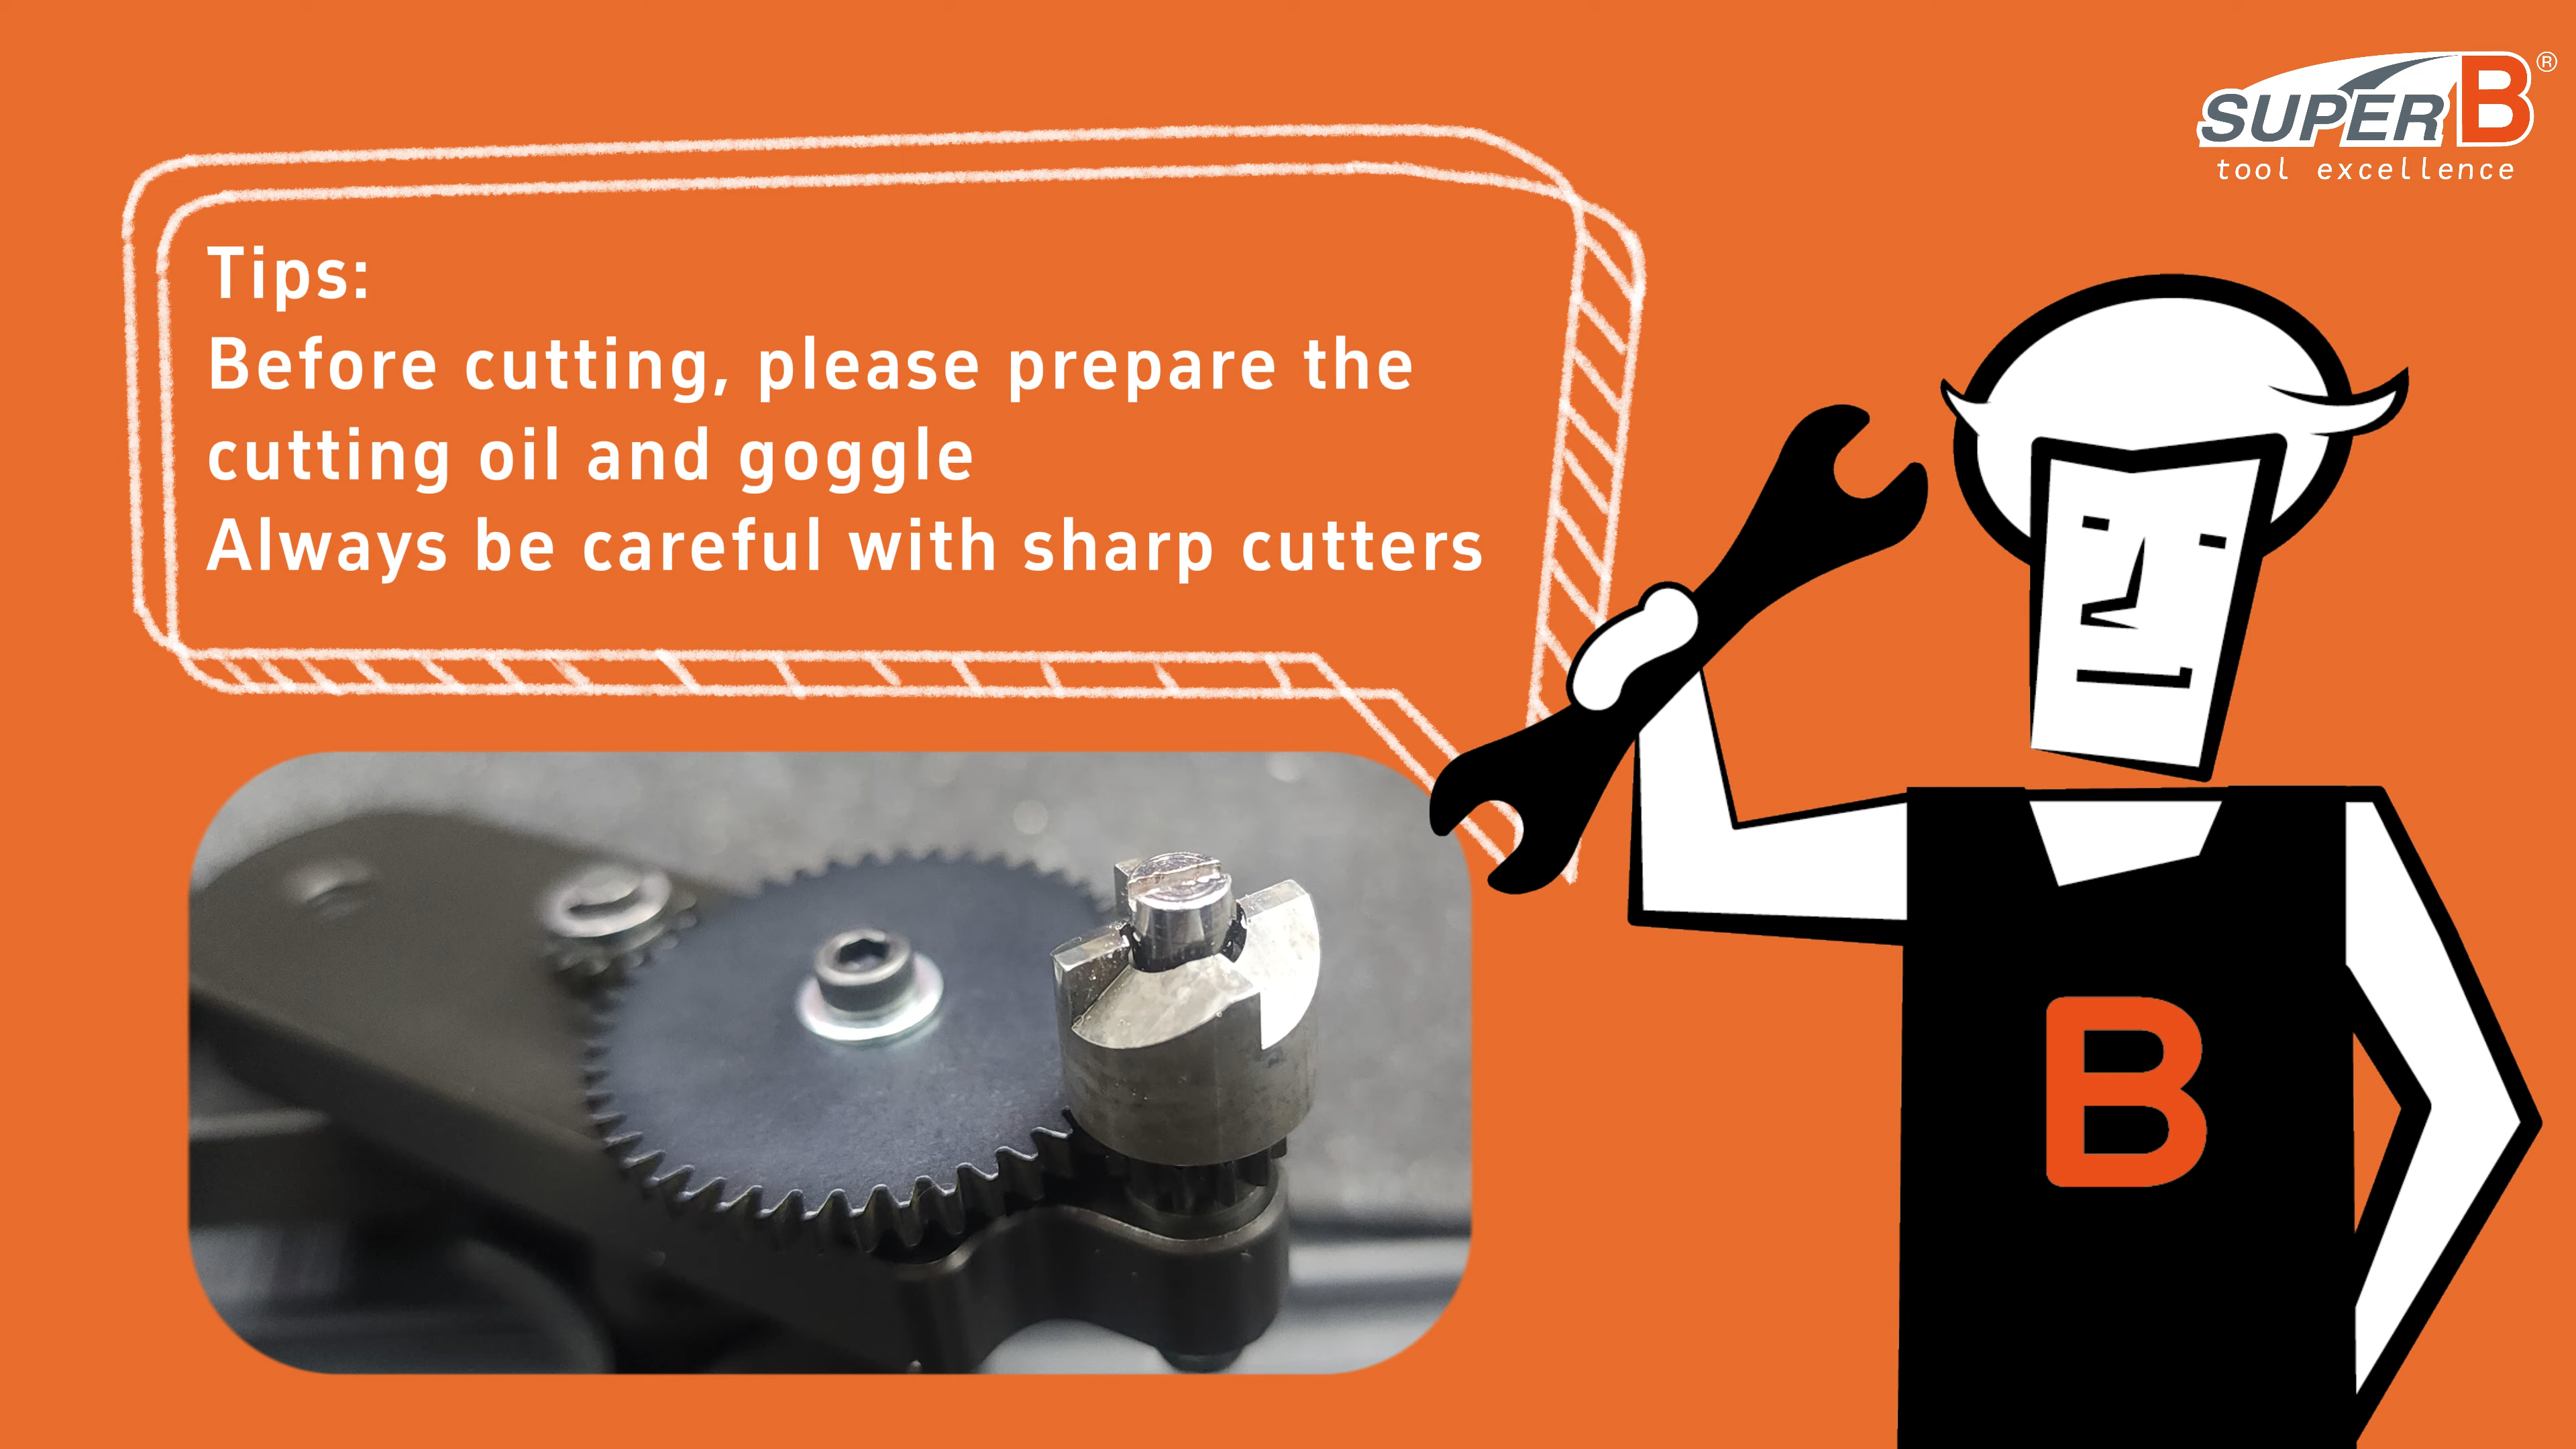 SUPER B ®
tool excellence
Tips:
Before cutting, please prepare the
cutting oil and goggle
Always be careful with sharp cutters
B